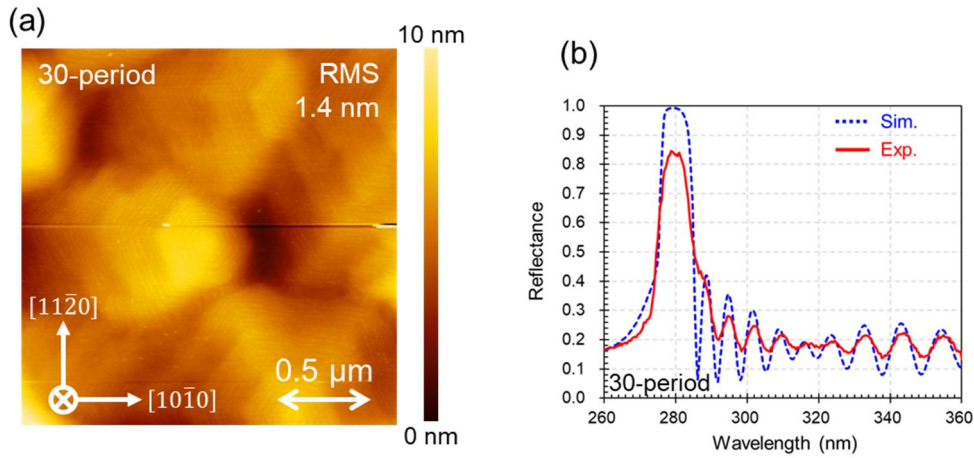 (a)
10 nm
30-period
RMS
1.4 nm
[112̄0]
[101̄0]
0.5 μm
0 nm
(b)
1.0
0.9
0.8
0.7
0.6
0.5
0.4
0.3
0.2
0.1
0.0
Reflectance
Sim.
Exp.
30-period
260 280 300 320 340 360
Wavelength (nm)